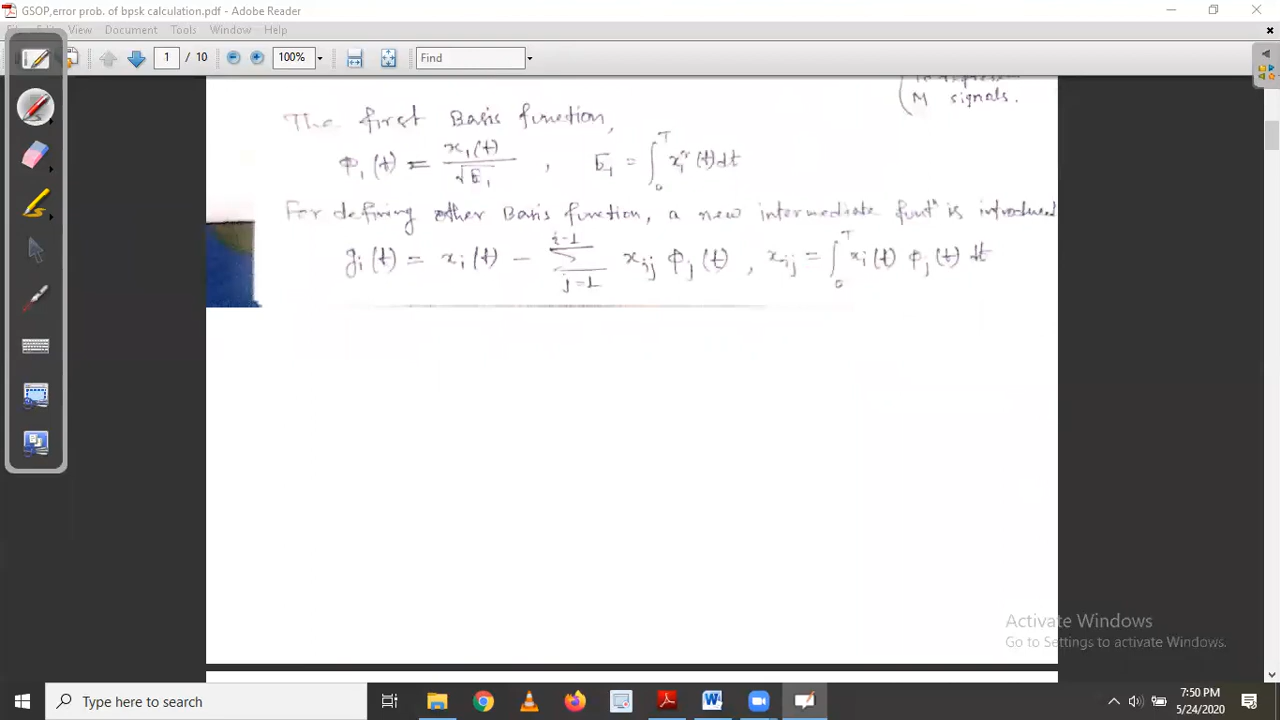 GSOP,error prob. of bpsk calculation.pdf - Adobe Reader
View Document Tools Window Help
1 / 10 100% Find
M signals.
The first Basis function,
φ₁(t) = x₁(t) / √E₁ , E₁ = ∫₀ᵀ x₁²(t)dt
For defining other Basis function, a new intermediate funtⁿ is introduced
gᵢ(t) = xᵢ(t) − Σ_{j=1}^{i-1} xᵢⱼ φⱼ(t) , xᵢⱼ = ∫₀ᵀ xᵢ(t) φⱼ(t) dt
Activate Windows
Go to Settings to activate Windows.
Type here to search
7:50 PM
5/24/2020